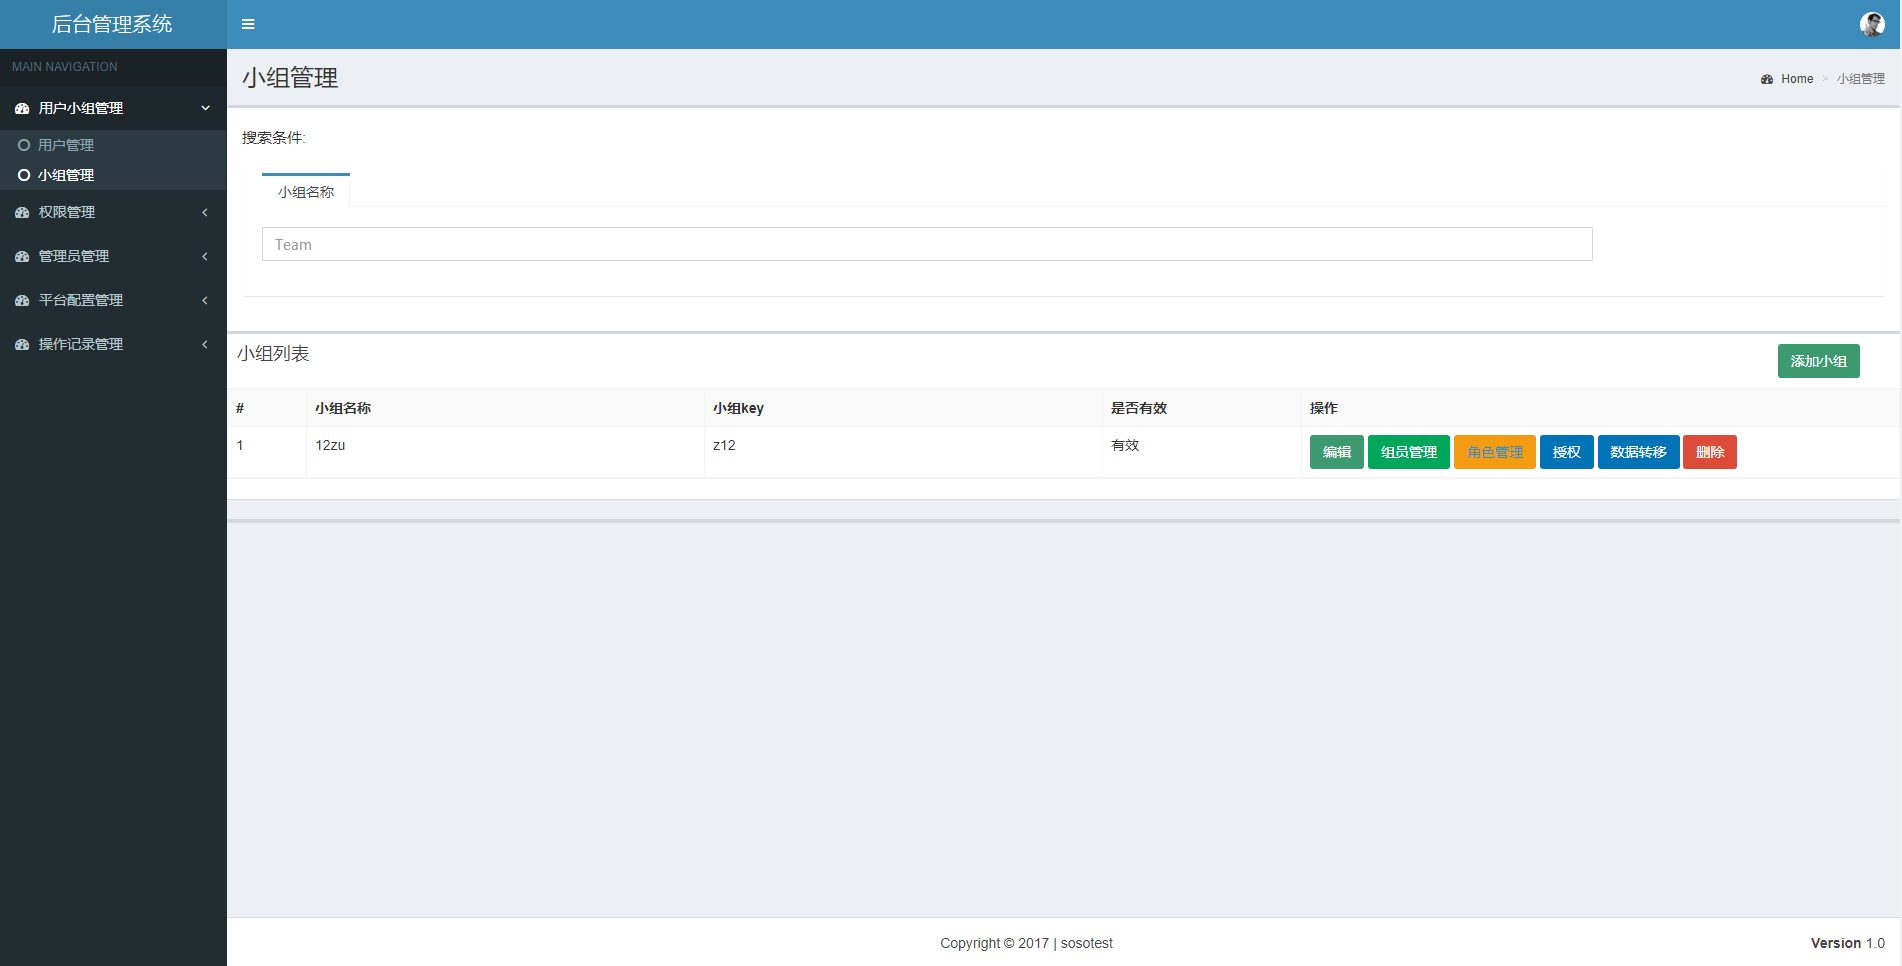 后台管理系统
MAIN NAVIGATION
用户小组管理
用户管理
小组管理
权限管理
管理员管理
平台配置管理
操作记录管理
小组管理
Home > 小组管理
搜索条件:
小组名称
Team
小组列表
添加小组
# 小组名称 小组key 是否有效 操作
1 12zu z12 有效 编辑 组员管理 角色管理 授权 数据转移 删除
Copyright © 2017 | sosotest
Version 1.0